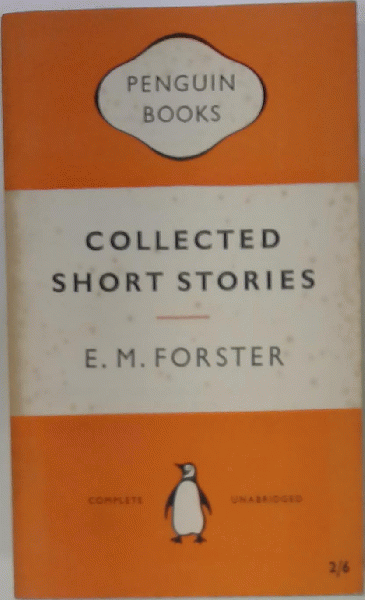 PENGUIN
BOOKS
COLLECTED
SHORT STORIES
E. M. FORSTER
COMPLETE UNABRIDGED
2/6